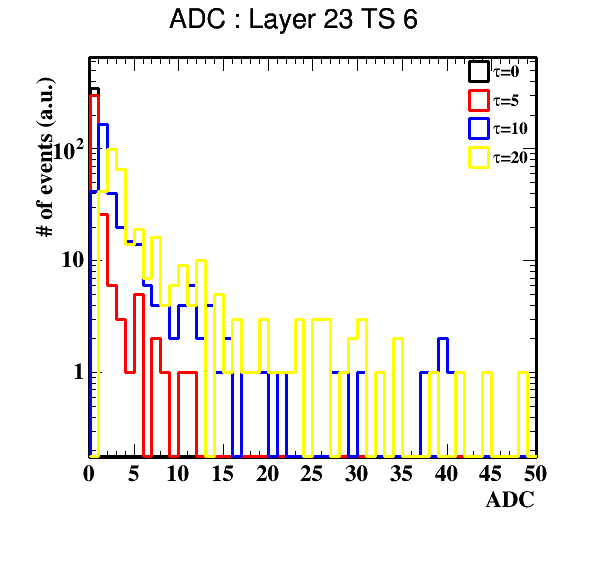 ADC : Layer 23 TS 6
# of events (a.u.)
10²
10
1
τ=0
τ=5
τ=10
τ=20
0 5 10 15 20 25 30 35 40 45 50
ADC